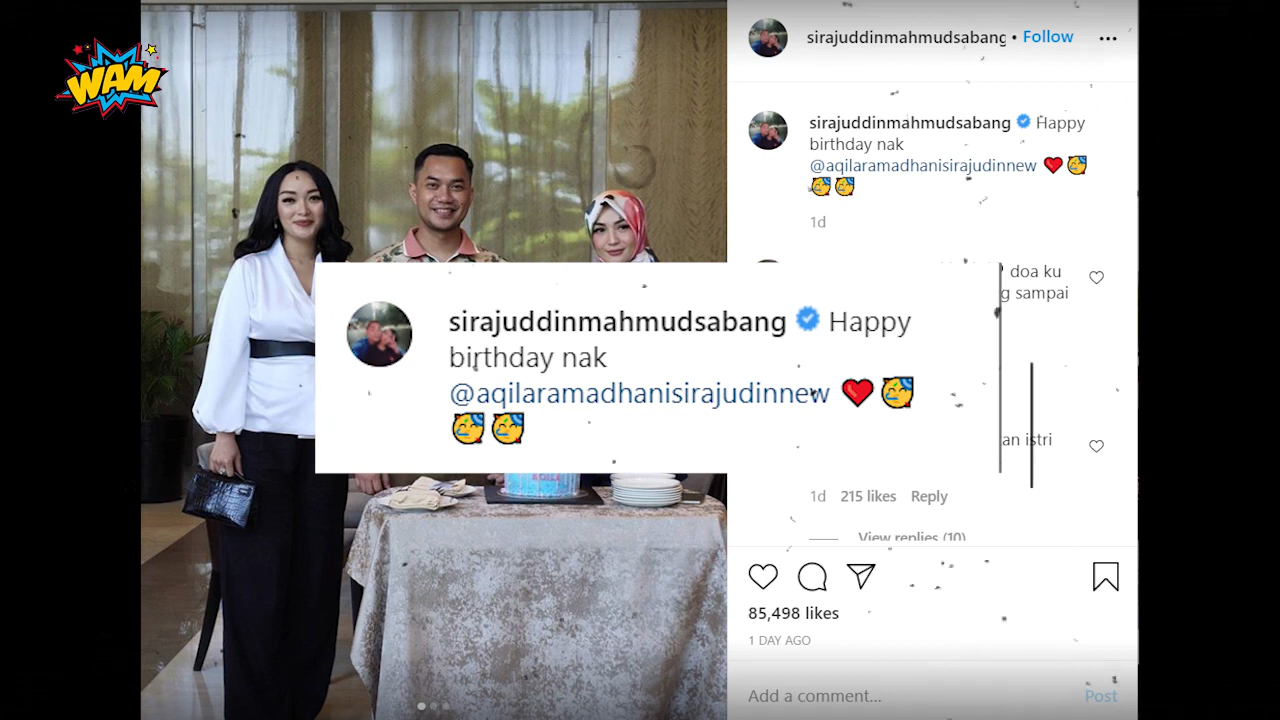 WAM
sirajuddinmahmudsabang • Follow
sirajuddinmahmudsabang Happy
birthday nak
@aqilaramadhanisirajudinnew ❤️🥳
🥳🥳
1d
doa ku
sampai
sirajuddinmahmudsabang Happy
birthday nak
@aqilaramadhanisirajudinnew ❤️🥳
🥳🥳
istri
1d 215 likes Reply
View replies (10)
85,498 likes
1 DAY AGO
Add a comment... Post